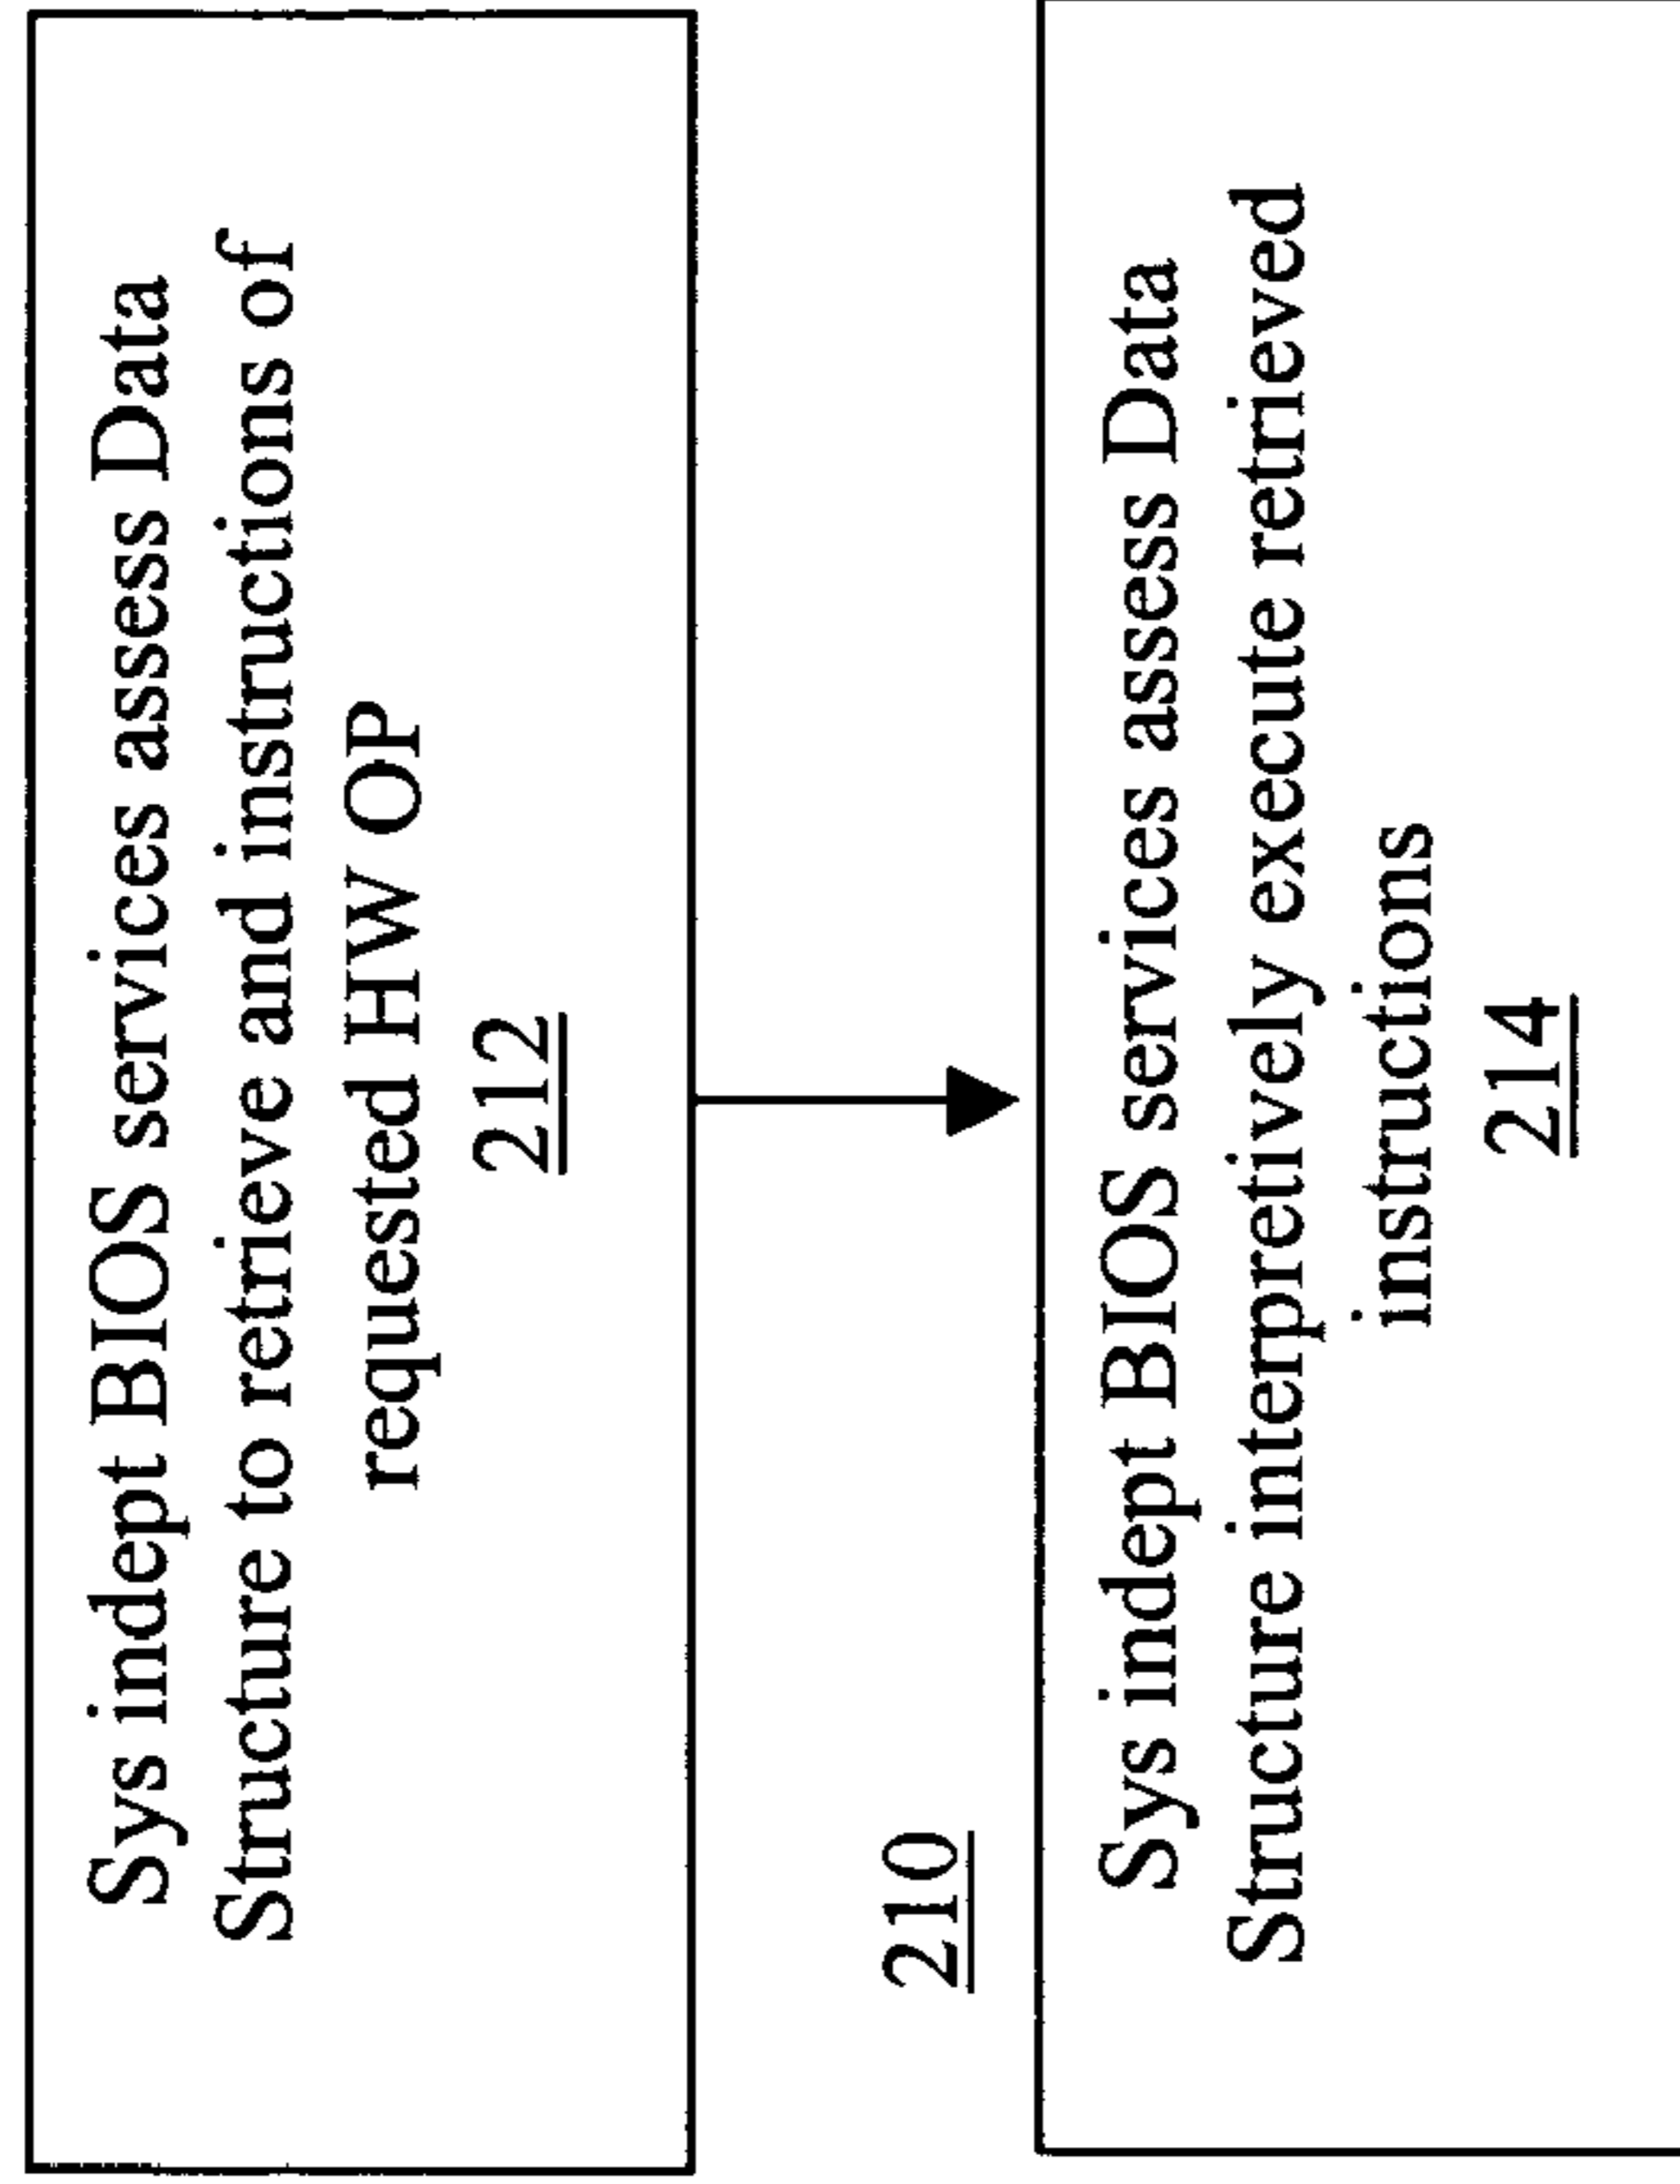 Sys indept BIOS services assess Data
Structure to retrieve and instructions of
requested HW OP
212
210
Sys indept BIOS services assess Data
Structure interpretively execute retrieved
instructions
214